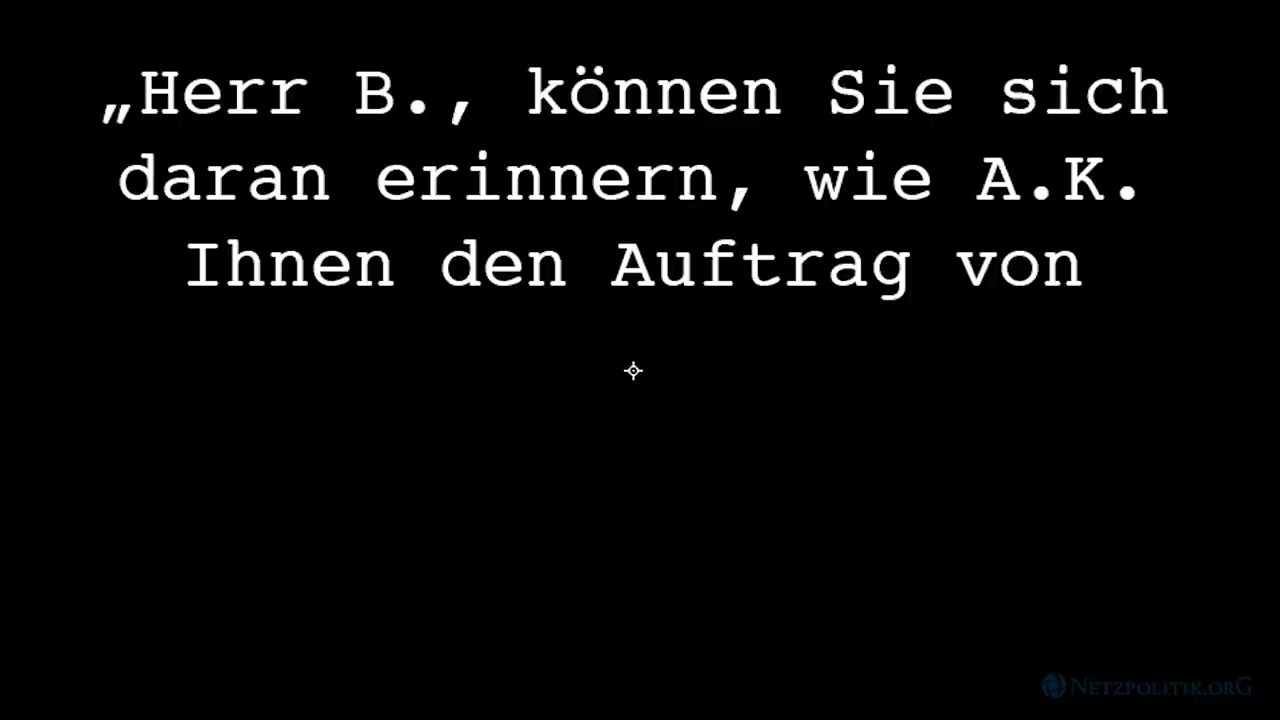 „Herr B., können Sie sich
daran erinnern, wie A.K.
Ihnen den Auftrag von
Netzpolitik.orG